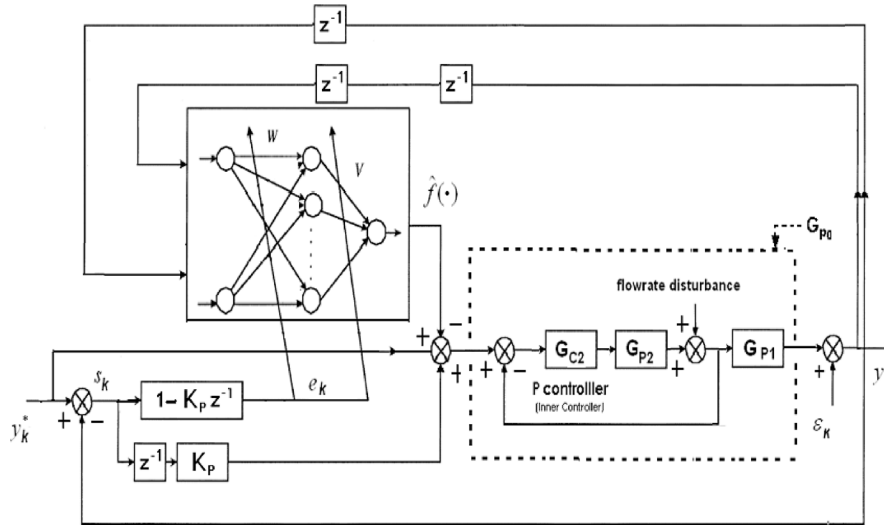 z⁻¹
z⁻¹
z⁻¹
W
V
f̂(·)
G_P0
flowrate disturbance
+
−
+
+
+
−
G_C2
G_P2
+
+
G_P1
+
y
P controlller
(Inner Controller)
ε_K
s_k
1− K_P z⁻¹
e_k
y*_k
+
−
z⁻¹
K_P